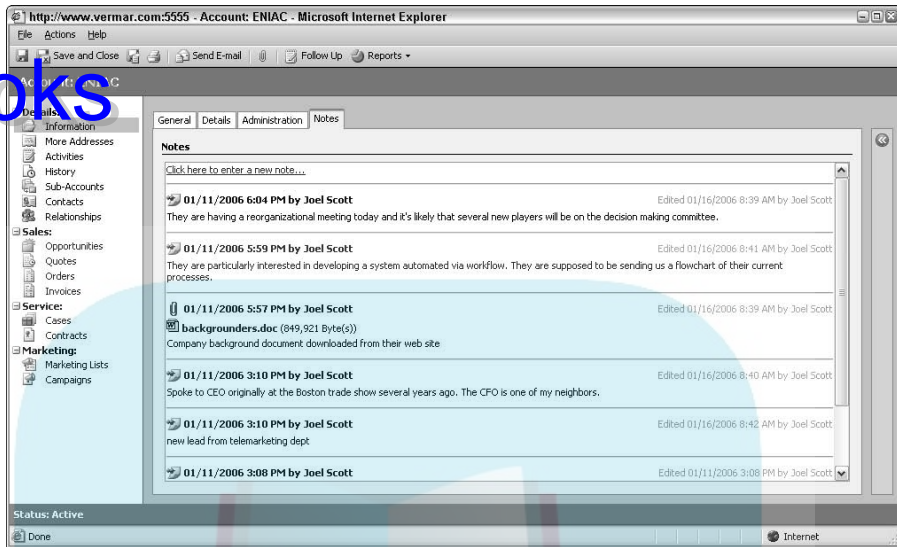 http://www.vermar.com:5555 - Account: ENIAC - Microsoft Internet Explorer
File Actions Help
Save and Close Send E-mail Follow Up Reports
Account: ENIAC
oks
Details:
Information
More Addresses
Activities
History
Sub-Accounts
Contacts
Relationships
Sales:
Opportunities
Quotes
Orders
Invoices
Service:
Cases
Contracts
Marketing:
Marketing Lists
Campaigns
General Details Administration Notes
Notes
Click here to enter a new note...
01/11/2006 6:04 PM by Joel Scott Edited 01/16/2006 8:39 AM by Joel Scott
They are having a reorganizational meeting today and it's likely that several new players will be on the decision making committee.
01/11/2006 5:59 PM by Joel Scott Edited 01/16/2006 8:41 AM by Joel Scott
They are particularly interested in developing a system automated via workflow. They are supposed to be sending us a flowchart of their current
processes.
01/11/2006 5:57 PM by Joel Scott Edited 01/16/2006 8:39 AM by Joel Scott
backgrounders.doc (849,921 Byte(s))
Company background document downloaded from their web site
01/11/2006 3:10 PM by Joel Scott Edited 01/16/2006 8:40 AM by Joel Scott
Spoke to CEO originally at the Boston trade show several years ago. The CFO is one of my neighbors.
01/11/2006 3:10 PM by Joel Scott Edited 01/16/2006 8:42 AM by Joel Scott
new lead from telemarketing dept
01/11/2006 3:08 PM by Joel Scott Edited 01/11/2006 3:08 PM by Joel Scott
Status: Active
Done Internet